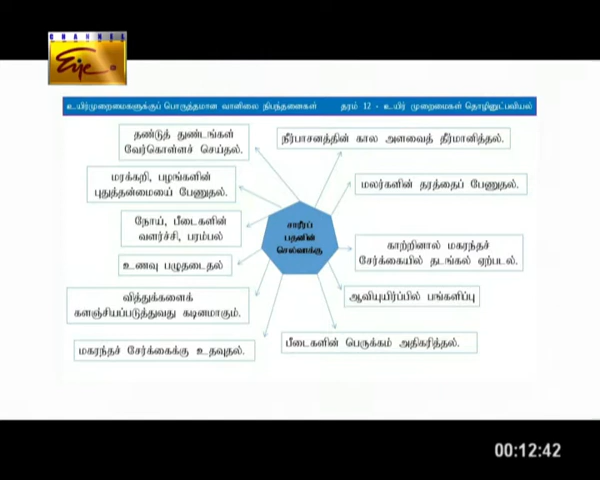 CHANNEL
Eye
உயிர்முறைமைகளுக்குப் பொருத்தமான வானிலை நிபந்தனைகள் தரம் 12 - உயிர் முறைமைகள் தொழினுட்பவியல்
தண்டுத் துண்டங்கள்
வேர்கொள்ளச் செய்தல்.
நீர்பாசனத்தின் கால அளவைத் தீர்மானித்தல்.
மரக்கறி, பழங்களின்
புதுத்தன்மையைப் பேணுதல்.
மலர்களின் தரத்தைப் பேணுதல்.
நோய், பீடைகளின்
வளர்ச்சி, பரம்பல்
சாரீரப்
பதனின்
செல்வாக்கு
காற்றினால் மகரந்தச்
சேர்க்கையில் தடங்கல் ஏற்படல்.
உணவு பழுதடைதல்
வித்துக்களைக்
களஞ்சியப்படுத்துவது கடினமாகும்.
ஆவியுயிர்ப்பில் பங்களிப்பு
மகரந்தச் சேர்க்கைக்கு உதவுதல்.
பீடைகளின் பெருக்கம் அதிகரித்தல்.
00:12:42